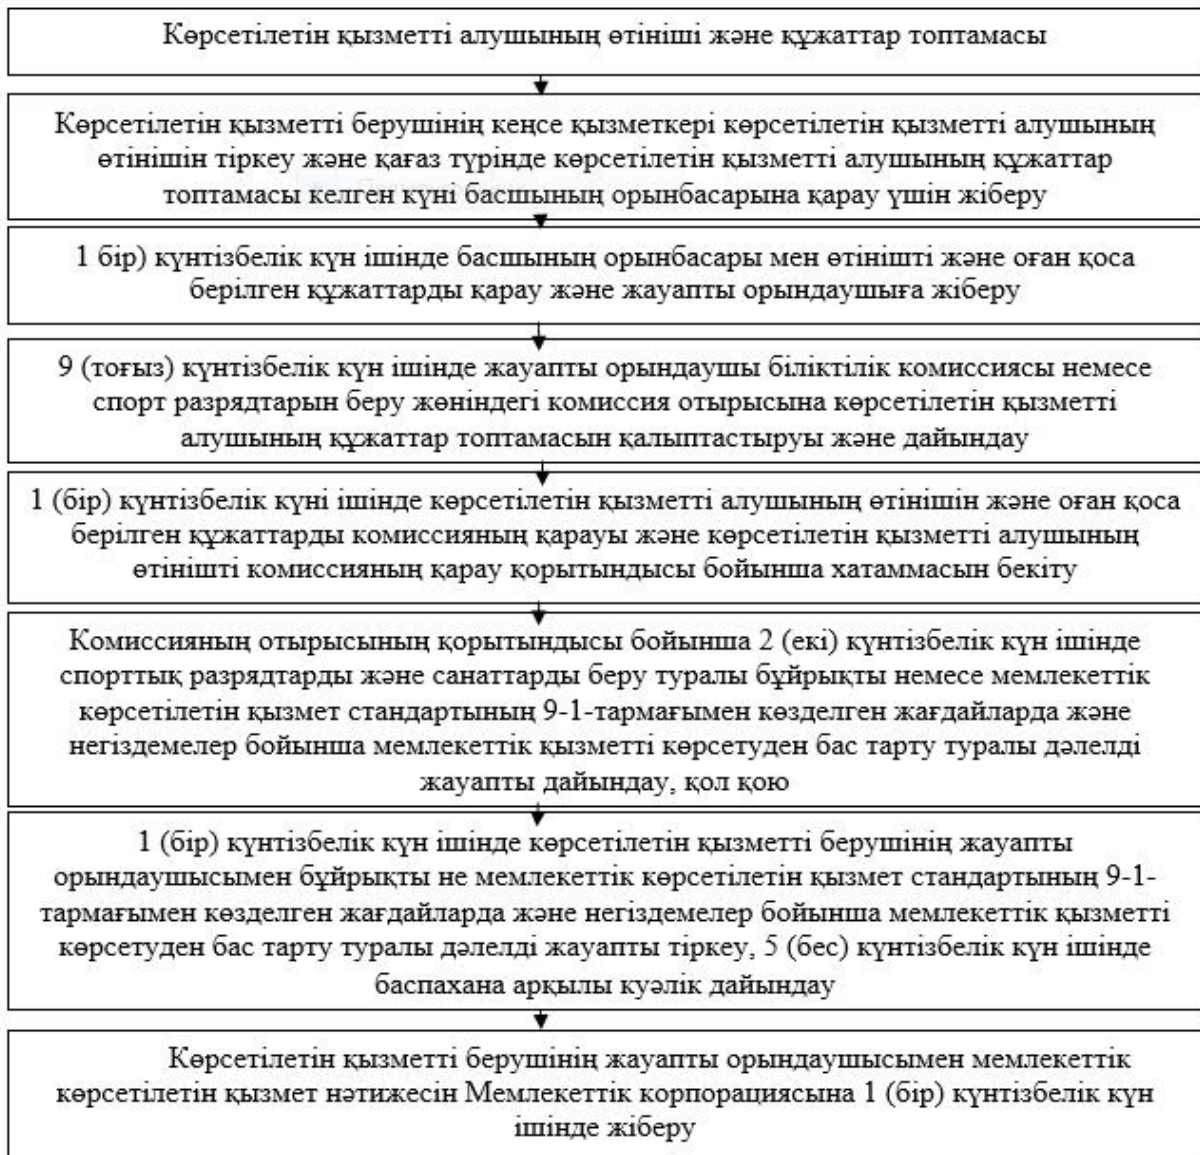 Көрсетілетін қызметті алушының өтініші және құжаттар топтамасы
Көрсетілетін қызметті берушінің кеңсе қызметкері көрсетілетін қызметті алушының
өтінішін тіркеу және қағаз түрінде көрсетілетін қызметті алушының құжаттар
топтамасы келген күні басшының орынбасарына қарау үшін жіберу
1 бір) күнтізбелік күн ішінде басшының орынбасары мен өтінішті және оған қоса
берілген құжаттарды қарау және жауапты орындаушыға жіберу
9 (тоғыз) күнтізбелік күн ішінде жауапты орындаушы біліктілік комиссиясы немесе
спорт разрядтарын беру жөніндегі комиссия отырысына көрсетілетін қызметті
алушының құжаттар топтамасын қалыптастыруы және дайындау
1 (бір) күнтізбелік күні ішінде көрсетілетін қызметті алушының өтінішін және оған қоса
берілген құжаттарды комиссияның қарауы және көрсетілетін қызметті алушының
өтінішті комиссияның қарау қорытындысы бойынша хатаммасын бекіту
Комиссияның отырысының қорытындысы бойынша 2 (екі) күнтізбелік күн ішінде
спорттық разрядтарды және санаттарды беру туралы бұйрықты немесе мемлекеттік
көрсетілетін қызмет стандартының 9-1-тармағымен көзделген жағдайларда және
негіздемелер бойынша мемлекеттік қызметті көрсетуден бас тарту туралы дәлелді
жауапты дайындау, қол қою
1 (бір) күнтізбелік күн ішінде көрсетілетін қызметті берушінің жауапты
орындаушысымен бұйрықты не мемлекеттік көрсетілетін қызмет стандартының 9-1-
тармағымен көзделген жағдайларда және негіздемелер бойынша мемлекеттік қызметті
көрсетуден бас тарту туралы дәлелді жауапты тіркеу, 5 (бес) күнтізбелік күн ішінде
баспахана арқылы куәлік дайындау
Көрсетілетін қызметті берушінің жауапты орындаушысымен мемлекеттік
көрсетілетін қызмет нәтижесін Мемлекеттік корпорациясына 1 (бір) күнтізбелік күн
ішінде жіберу